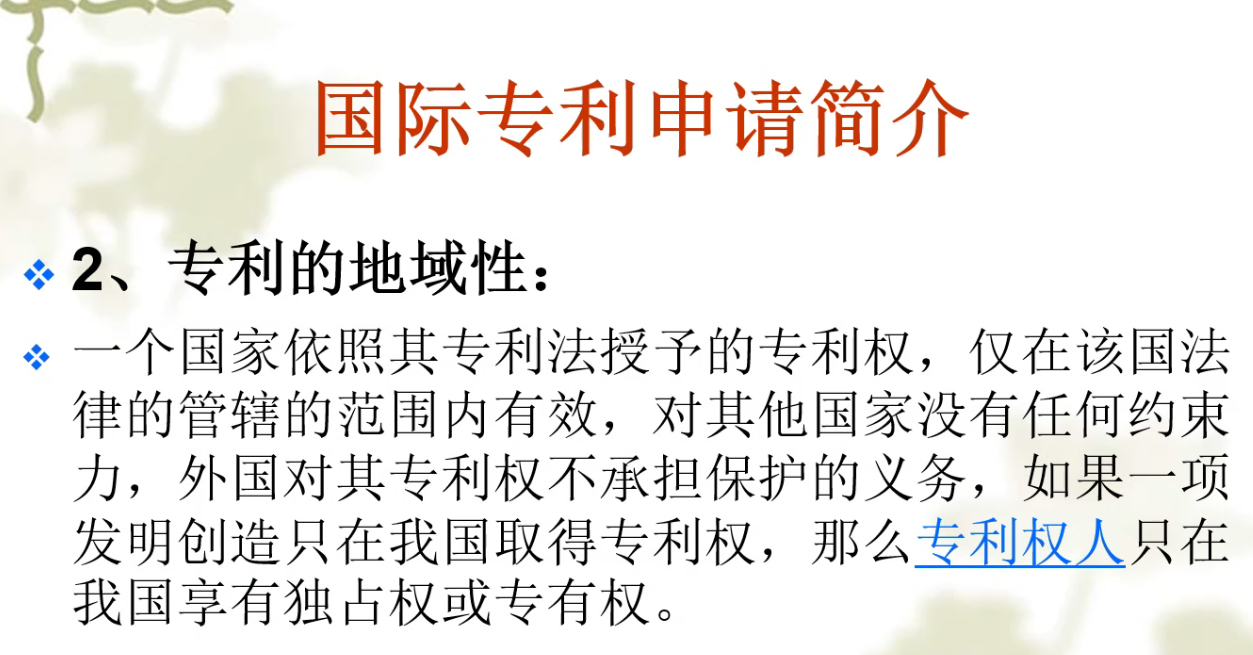 国际专利申请简介
2、专利的地域性：
一个国家依照其专利法授予的专利权，仅在该国法
律的管辖的范围内有效，对其他国家没有任何约束
力，外国对其专利权不承担保护的义务，如果一项
发明创造只在我国取得专利权，那么专利权人只在
我国享有独占权或专有权。